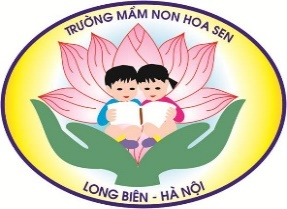 TRƯỜNG MẦM NON HOA SEN
LONG BIÊN - HÀ NỘI